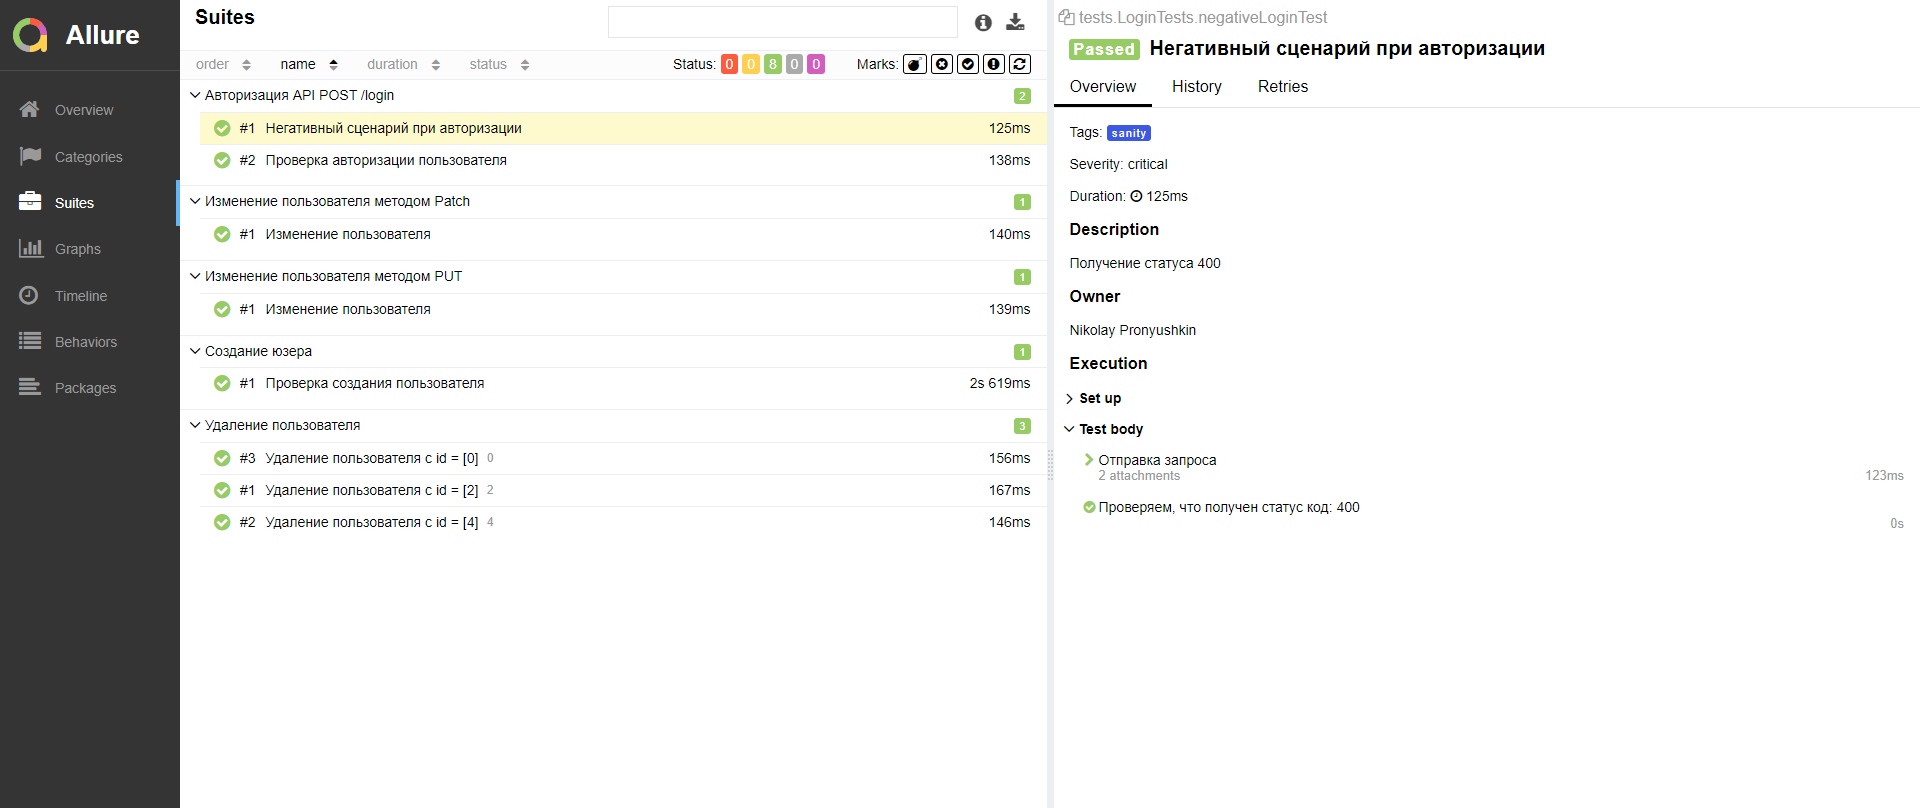 Allure
Overview
Categories
Suites
Graphs
Timeline
Behaviors
Packages
Suites
order name duration status Status: 0 0 8 0 0 Marks:
Авторизация API POST /login 2
#1 Негативный сценарий при авторизации 125ms
#2 Проверка авторизации пользователя 138ms
Изменение пользователя методом Patch 1
#1 Изменение пользователя 140ms
Изменение пользователя методом PUT 1
#1 Изменение пользователя 139ms
Создание юзера 1
#1 Проверка создания пользователя 2s 619ms
Удаление пользователя 3
#3 Удаление пользователя с id = [0] 0 156ms
#1 Удаление пользователя с id = [2] 2 167ms
#2 Удаление пользователя с id = [4] 4 146ms
tests.LoginTests.negativeLoginTest
Passed Негативный сценарий при авторизации
Overview History Retries
Tags: sanity
Severity: critical
Duration: 125ms
Description
Получение статуса 400
Owner
Nikolay Pronyushkin
Execution
Set up
Test body
Отправка запроса
2 attachments 123ms
Проверяем, что получен статус код: 400
0s